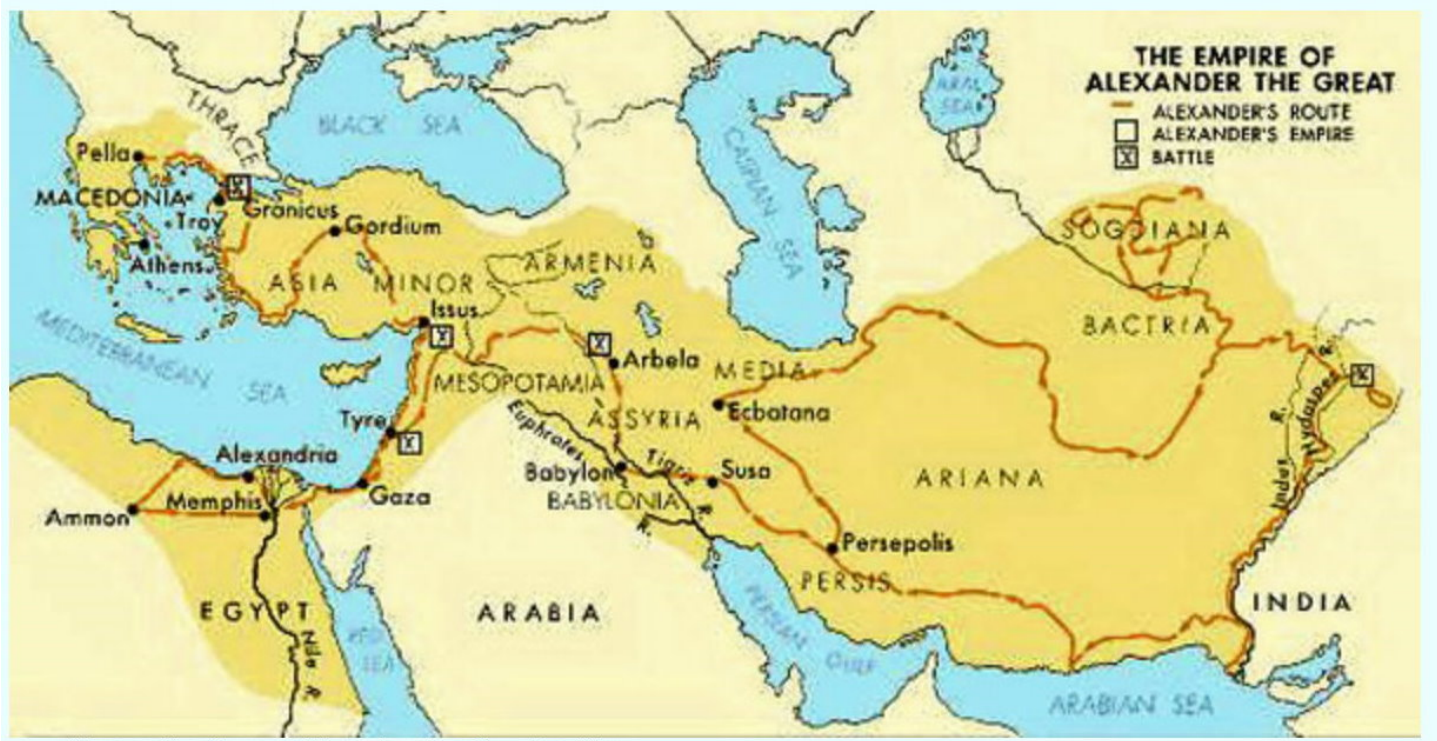 THE EMPIRE OF
ALEXANDER THE GREAT
ALEXANDER'S ROUTE
ALEXANDER'S EMPIRE
X BATTLE
ARAL
SEA
THRACE
BLACK SEA
CASPIAN SEA
Pella
X
MACEDONIA
Granicus
Troy
Gordium
SOGDIANA
Athens
ARMENIA
ASIA MINOR
Issus
X
BACTRIA
MEDITERRANEAN SEA
X
Arbela
MEDIA
R.
X
MESOPOTAMIA
Hydaspes
Ecbatana
ASSYRIA
Tyre
X
Euphrates
R.
Alexandria
Tigris
Babylon
Susa
ARIANA
Indus
Memphis
Gaza
BABYLONIA
Ammon
R.
R.
Persepolis
PERSIS
EGYPT
ARABIA
INDIA
Nile R.
RED
SEA
PERSIAN GULF
ARABIAN SEA